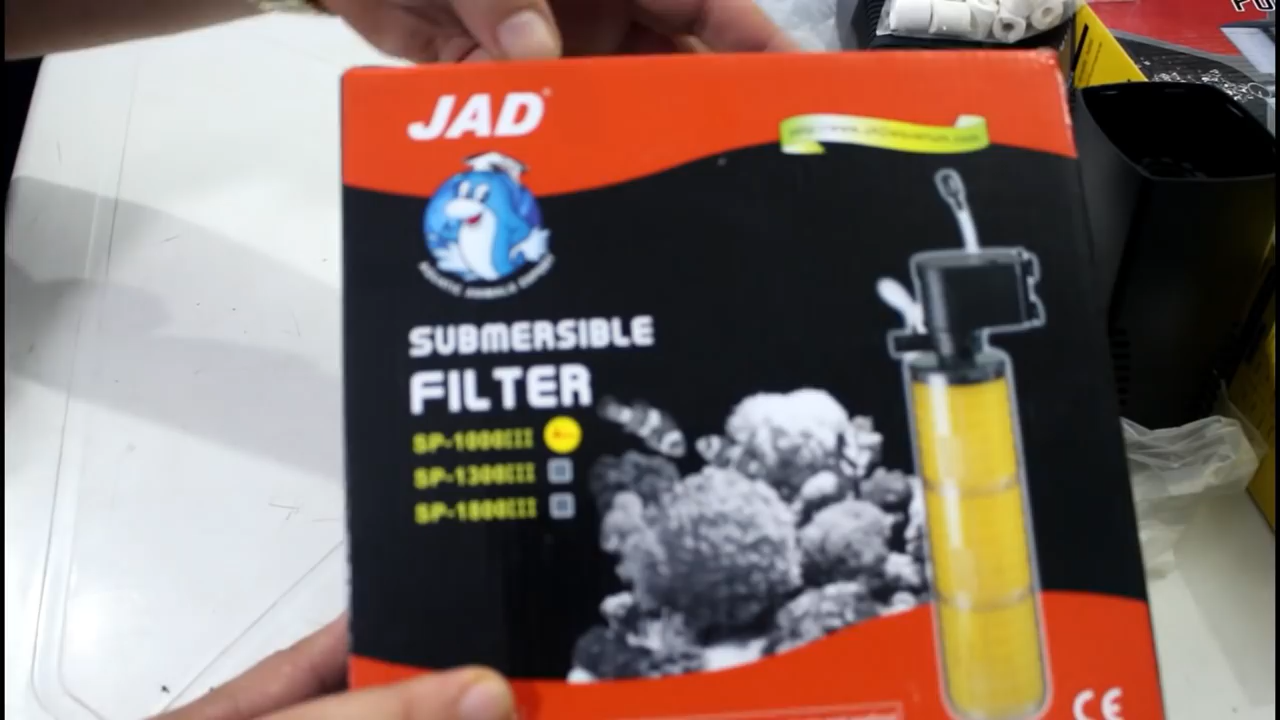 JAD
SUBMERSIBLE
FILTER
SP-1000III
SP-1300III
SP-1800III
CE